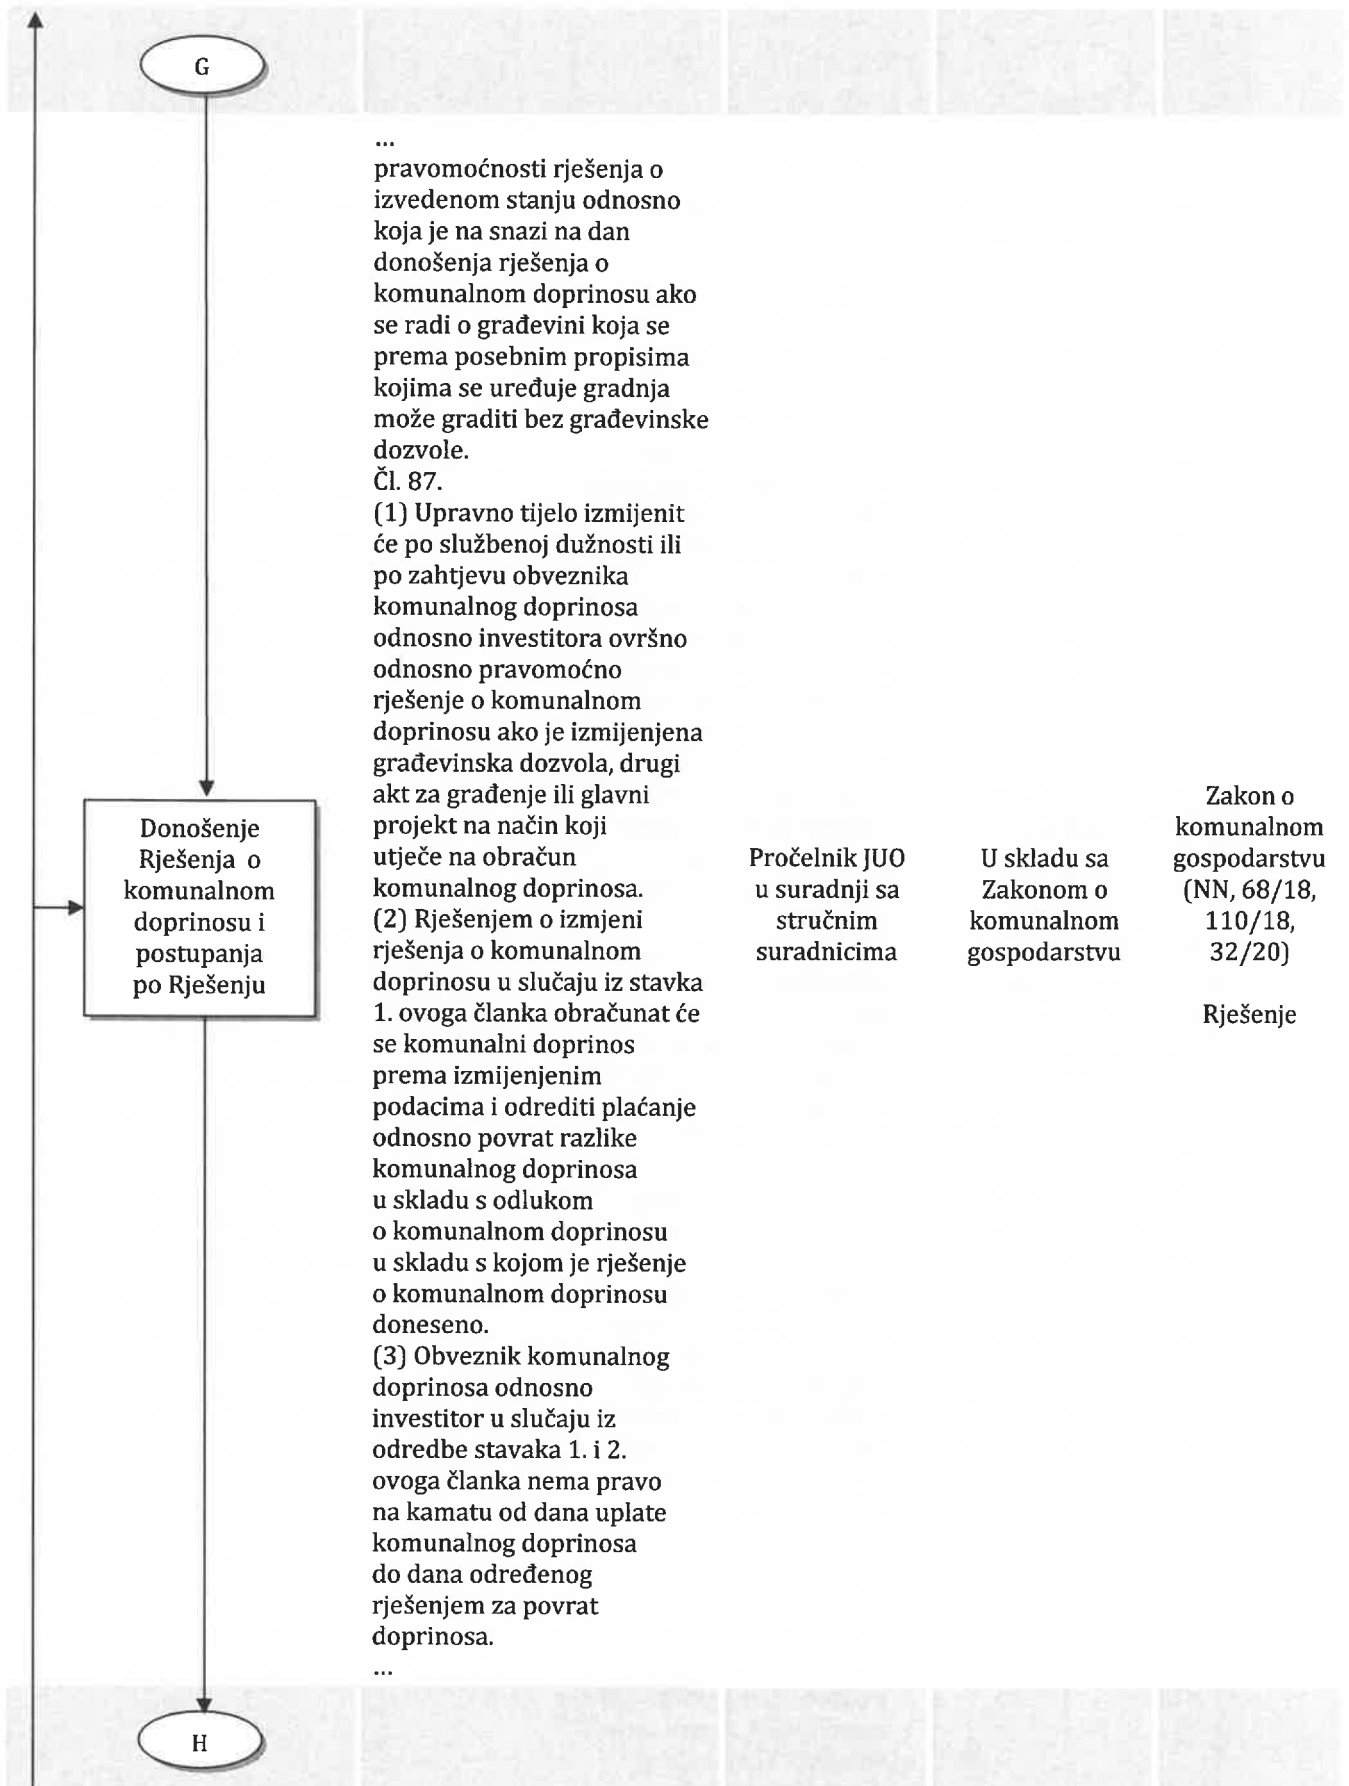 G
...
pravomoćnosti rješenja o
izvedenom stanju odnosno
koja je na snazi na dan
donošenja rješenja o
komunalnom doprinosu ako
se radi o građevini koja se
prema posebnim propisima
kojima se uređuje gradnja
može graditi bez građevinske
dozvole.
Čl. 87.
(1) Upravno tijelo izmijenit
će po službenoj dužnosti ili
po zahtjevu obveznika
komunalnog doprinosa
odnosno investitora ovršno
odnosno pravomoćno
rješenje o komunalnom
doprinosu ako je izmijenjena
građevinska dozvola, drugi
akt za građenje ili glavni
projekt na način koji
utječe na obračun
komunalnog doprinosa.
(2) Rješenjem o izmjeni
rješenja o komunalnom
doprinosu u slučaju iz stavka
1. ovoga članka obračunat će
se komunalni doprinos
prema izmijenjenim
podacima i odrediti plaćanje
odnosno povrat razlike
komunalnog doprinosa
u skladu s odlukom
o komunalnom doprinosu
u skladu s kojom je rješenje
o komunalnom doprinosu
doneseno.
(3) Obveznik komunalnog
doprinosa odnosno
investitor u slučaju iz
odredbe stavaka 1. i 2.
ovoga članka nema pravo
na kamatu od dana uplate
komunalnog doprinosa
do dana određenog
rješenjem za povrat
doprinosa.
...
Donošenje
Rješenja o
komunalnom
doprinosu i
postupanja
po Rješenju
Pročelnik JUO
u suradnji sa
stručnim
suradnicima
U skladu sa
Zakonom o
komunalnom
gospodarstvu
Zakon o
komunalnom
gospodarstvu
(NN, 68/18,
110/18,
32/20)
Rješenje
H